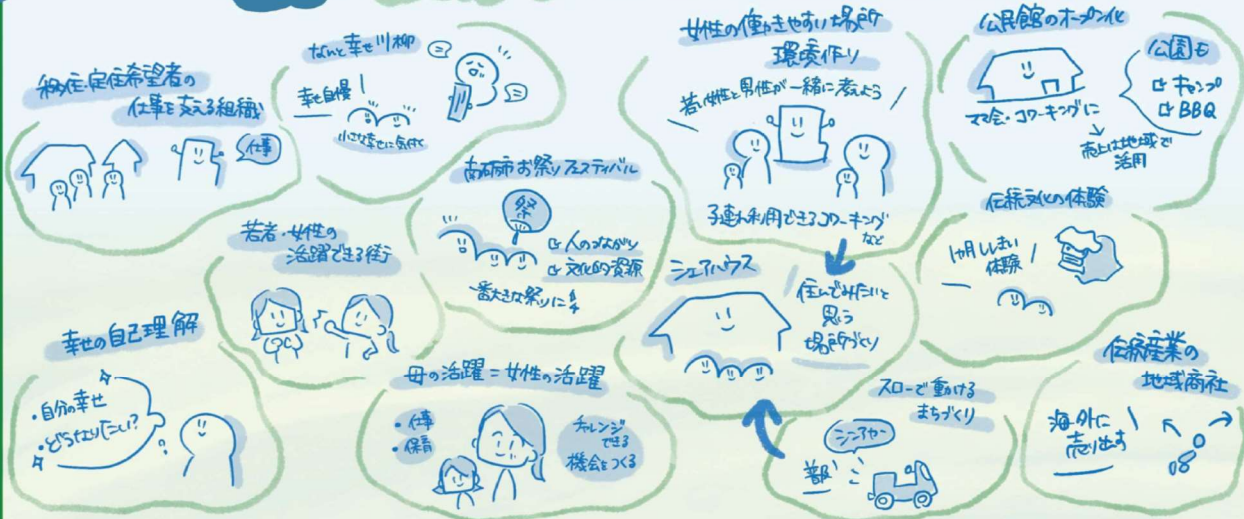 移住・定住希望者の
仕事を支える組織
仕事
なんと幸せ川柳
幸せ自慢
小さな幸せに気付く
女性の働きやすい場所
環境作り
若い女性と男性が一緒に考えよう
子連れ利用できるコワーキング
など
公民館のオープン化
ママ会・コワーキングに
売上は地域で
活用
公園も
キャンプ
BBQ
若者・女性の
活躍できる街
南砺市お祭りフェスティバル
祭
人のつながり
文化的資源
一番大きな祭りに
シェアハウス
住んでみたいと
思う
場所づくり
伝統文化の体験
1ヶ月ししまい
体験
幸せの自己理解
・自分の幸せ
・どうなりたい?
母の活躍=女性の活躍
・仕事
・保育
チャレンジ
できる
機会をつくる
スローで動ける
まちづくり
伝統産業の
地域商社
海外に
売り出す